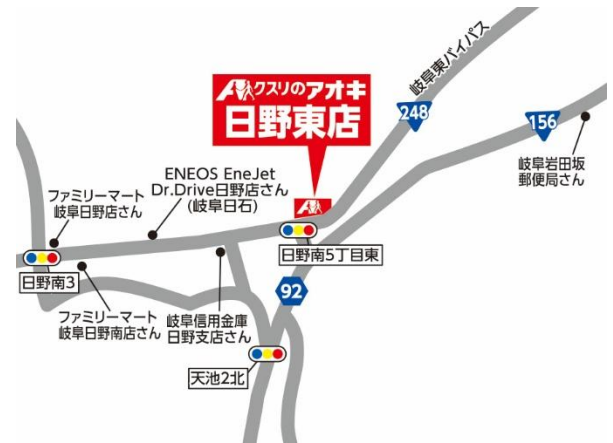 岐阜東バイパス
クスリのアオキ
日野東店
248
156
岐阜岩田坂
郵便局さん
ENEOS EneJet
Dr.Drive日野店さん
(岐阜日石)
ファミリーマート
岐阜日野店さん
日野南3
日野南5丁目東
ファミリーマート
岐阜日野南店さん
岐阜信用金庫
日野支店さん
92
天池2北